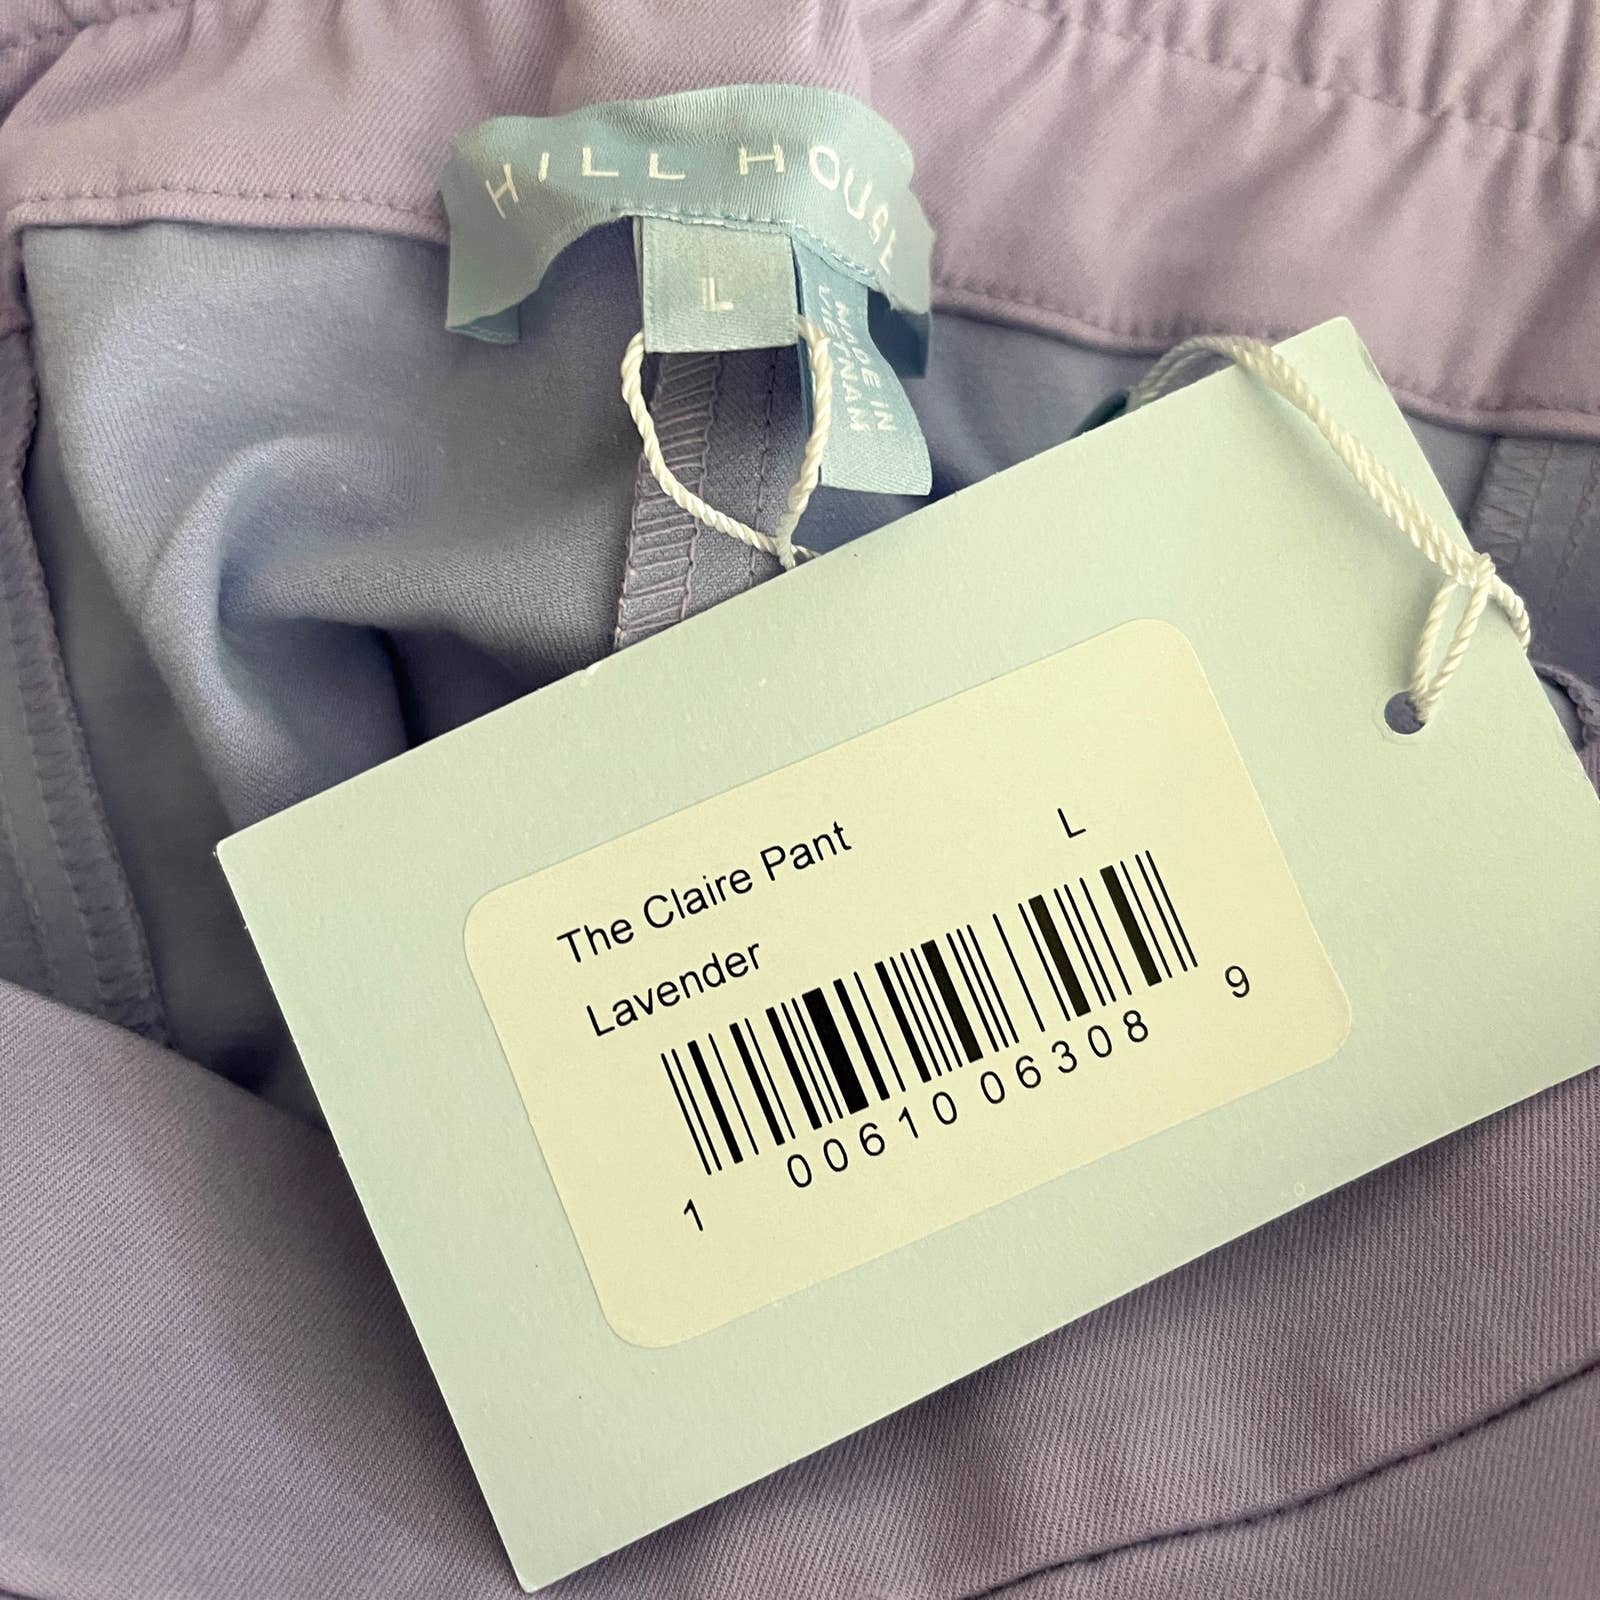 HILL HOUSE
L
MADE IN
VIETNAM
The Claire Pant L
Lavender
1 00610 06308 9